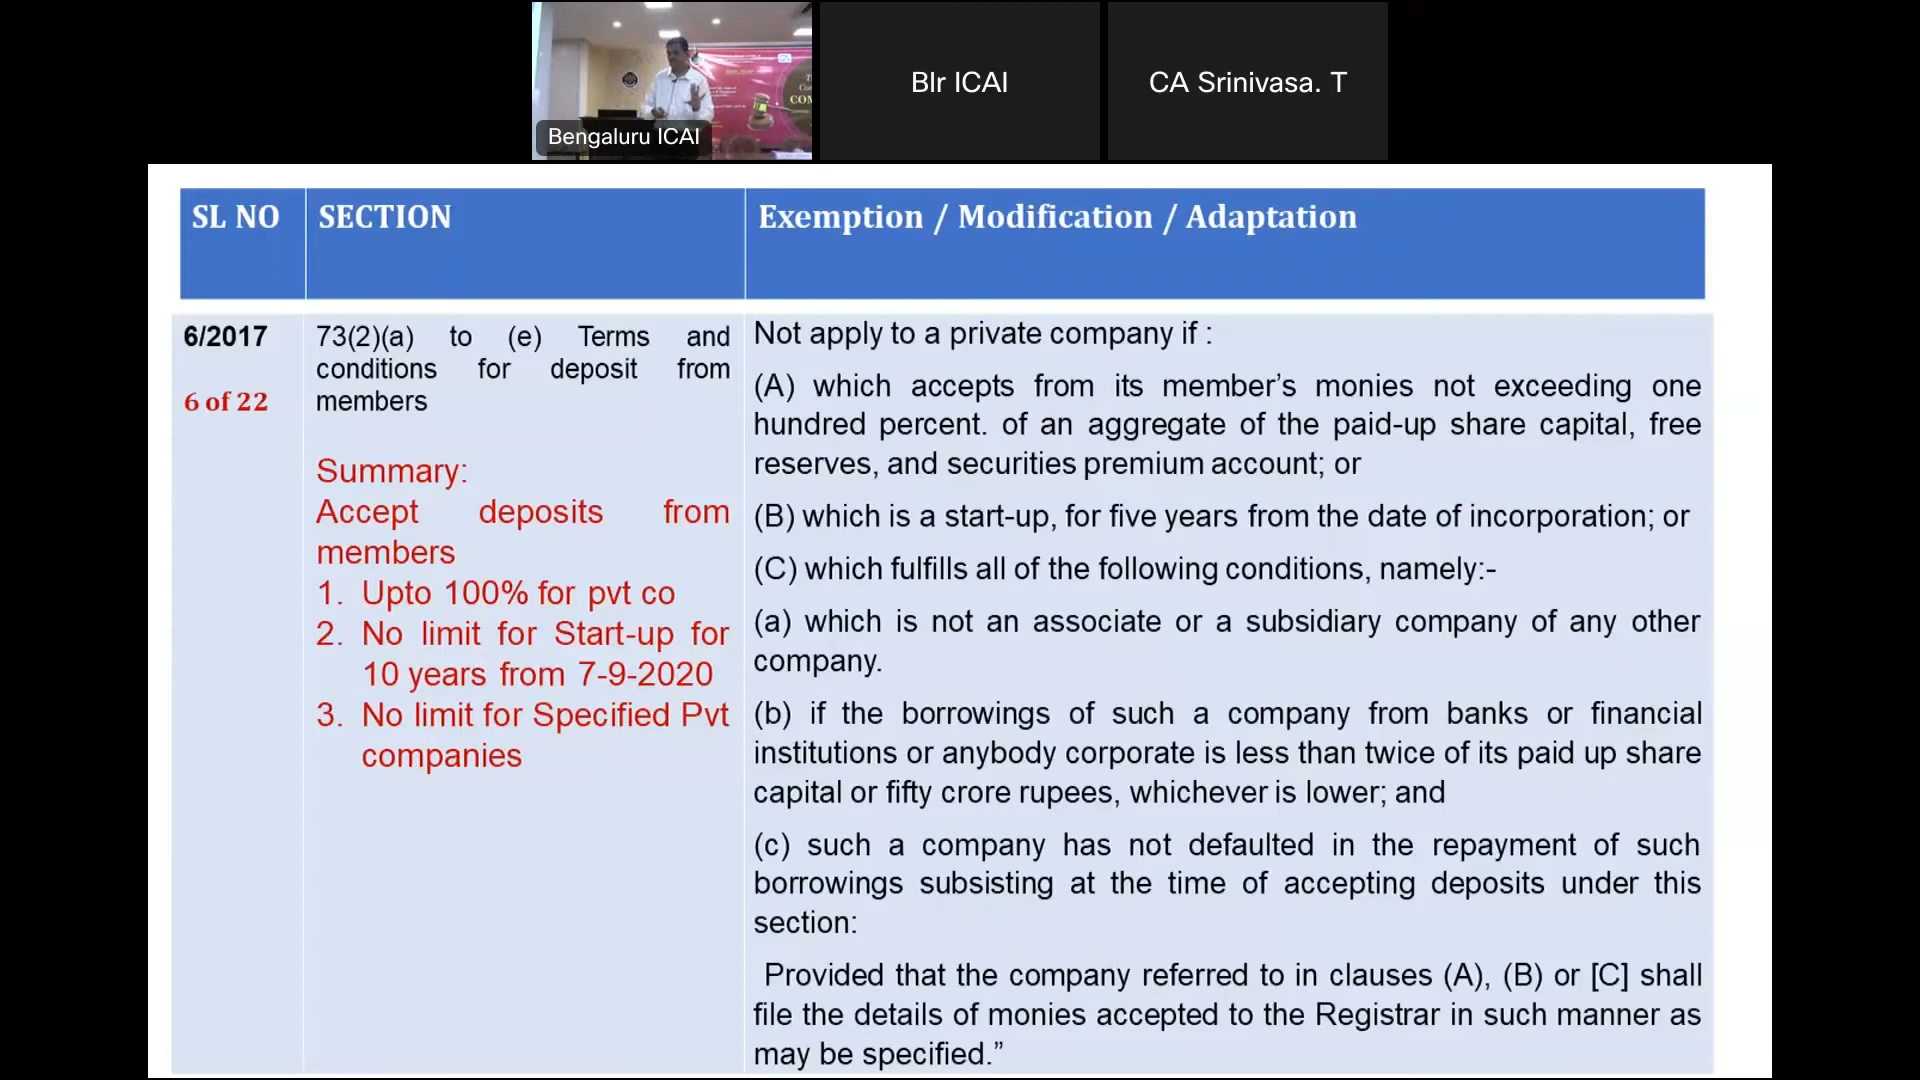 Bengaluru ICAI
Blr ICAI
CA Srinivasa. T
SL NO
SECTION
Exemption / Modification / Adaptation
6/2017
6 of 22
73(2)(a) to (e) Terms and
conditions for deposit from
members
Summary:
Accept deposits from
members
1. Upto 100% for pvt co
2. No limit for Start-up for
10 years from 7-9-2020
3. No limit for Specified Pvt
companies
Not apply to a private company if :
(A) which accepts from its member’s monies not exceeding one
hundred percent. of an aggregate of the paid-up share capital, free
reserves, and securities premium account; or
(B) which is a start-up, for five years from the date of incorporation; or
(C) which fulfills all of the following conditions, namely:-
(a) which is not an associate or a subsidiary company of any other
company.
(b) if the borrowings of such a company from banks or financial
institutions or anybody corporate is less than twice of its paid up share
capital or fifty crore rupees, whichever is lower; and
(c) such a company has not defaulted in the repayment of such
borrowings subsisting at the time of accepting deposits under this
section:
Provided that the company referred to in clauses (A), (B) or [C] shall
file the details of monies accepted to the Registrar in such manner as
may be specified.”